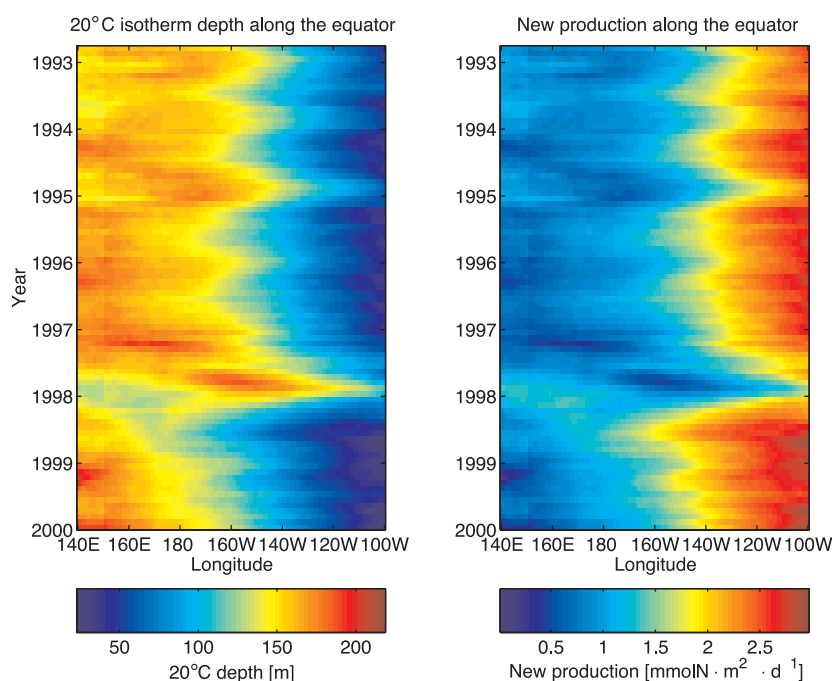 20°C isotherm depth along the equator
1993
1994
1995
1996
1997
1998
1999
2000
Year
140E 160E 180 160W 140W 120W 100W
Longitude
50 100 150 200
20°C depth [m]
New production along the equator
1993
1994
1995
1996
1997
1998
1999
2000
140E 160E 180 160W 140W 120W 100W
Longitude
0.5 1 1.5 2 2.5
New production [mmolN · m² · d ¹]